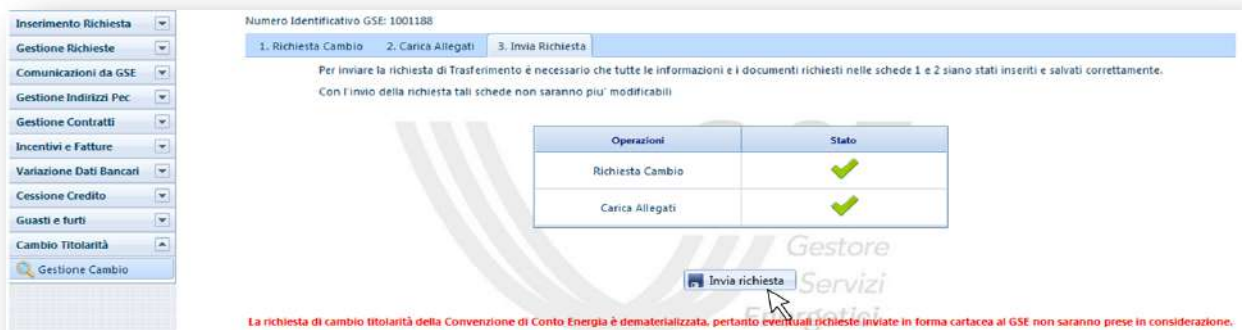 Inserimento Richiesta
Gestione Richieste
Comunicazioni da GSE
Gestione Indirizzi Pec
Gestione Contratti
Incentivi e Fatture
Variazione Dati Bancari
Cessione Credito
Guasti e furti
Cambio Titolarità
Gestione Cambio
Numero Identificativo GSE: 1001188
1. Richiesta Cambio 2. Carica Allegati 3. Invia Richiesta
Per inviare la richiesta di Trasferimento è necessario che tutte le informazioni e i documenti richiesti nelle schede 1 e 2 siano stati inseriti e salvati correttamente.
Con l'invio della richiesta tali schede non saranno piu' modificabili
Operazioni Stato
Richiesta Cambio
Carica Allegati
Gestore
Invia richiesta
Servizi
Energetici
La richiesta di cambio titolarità della Convenzione di Conto Energia è dematerializzata, pertanto eventuali richieste inviate in forma cartacea al GSE non saranno prese in considerazione.